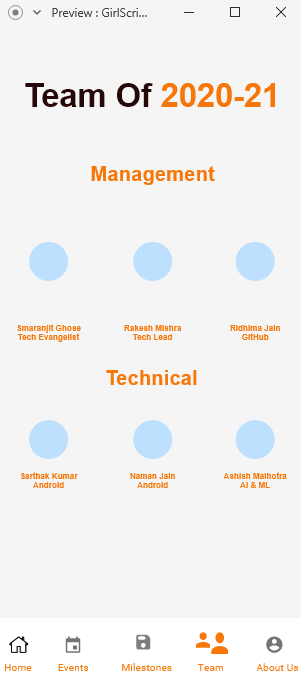 Preview : GirlScri...
Team Of 2020-21
Management
Smaranjit Ghose Rakesh Mishra Ridhima Jain
Tech Evangelist Tech Lead GitHub
Technical
Sarthak Kumar Naman Jain Ashish Malhotra
Android Android AI & ML
Home Events Milestones Team About Us